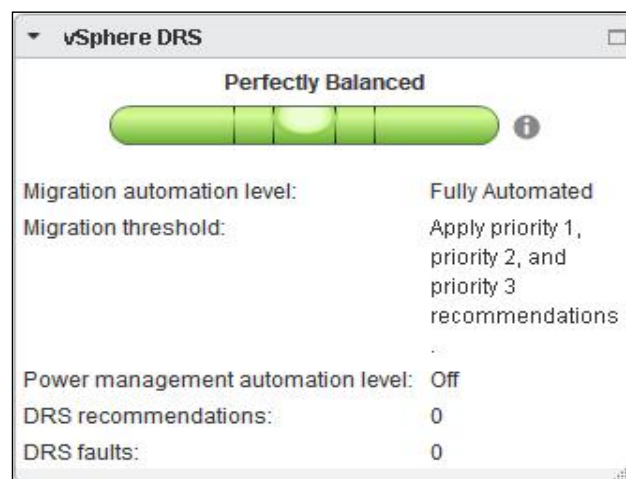 vSphere DRS
Perfectly Balanced
Migration automation level: Fully Automated
Migration threshold: Apply priority 1,
priority 2, and
priority 3
recommendations
.
Power management automation level: Off
DRS recommendations: 0
DRS faults: 0